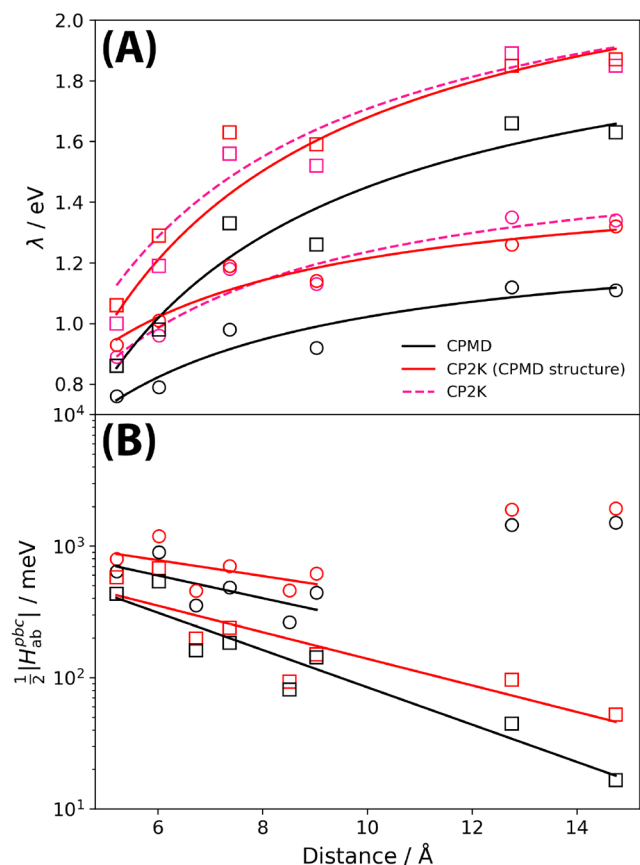 (A)
2.0
1.8
1.6
1.4
1.2
1.0
0.8
λ / eV
CPMD
CP2K (CPMD structure)
CP2K
(B)
10⁴
10³
10²
10¹
½|H_ab^pbc| / meV
6 8 10 12 14
Distance / Å